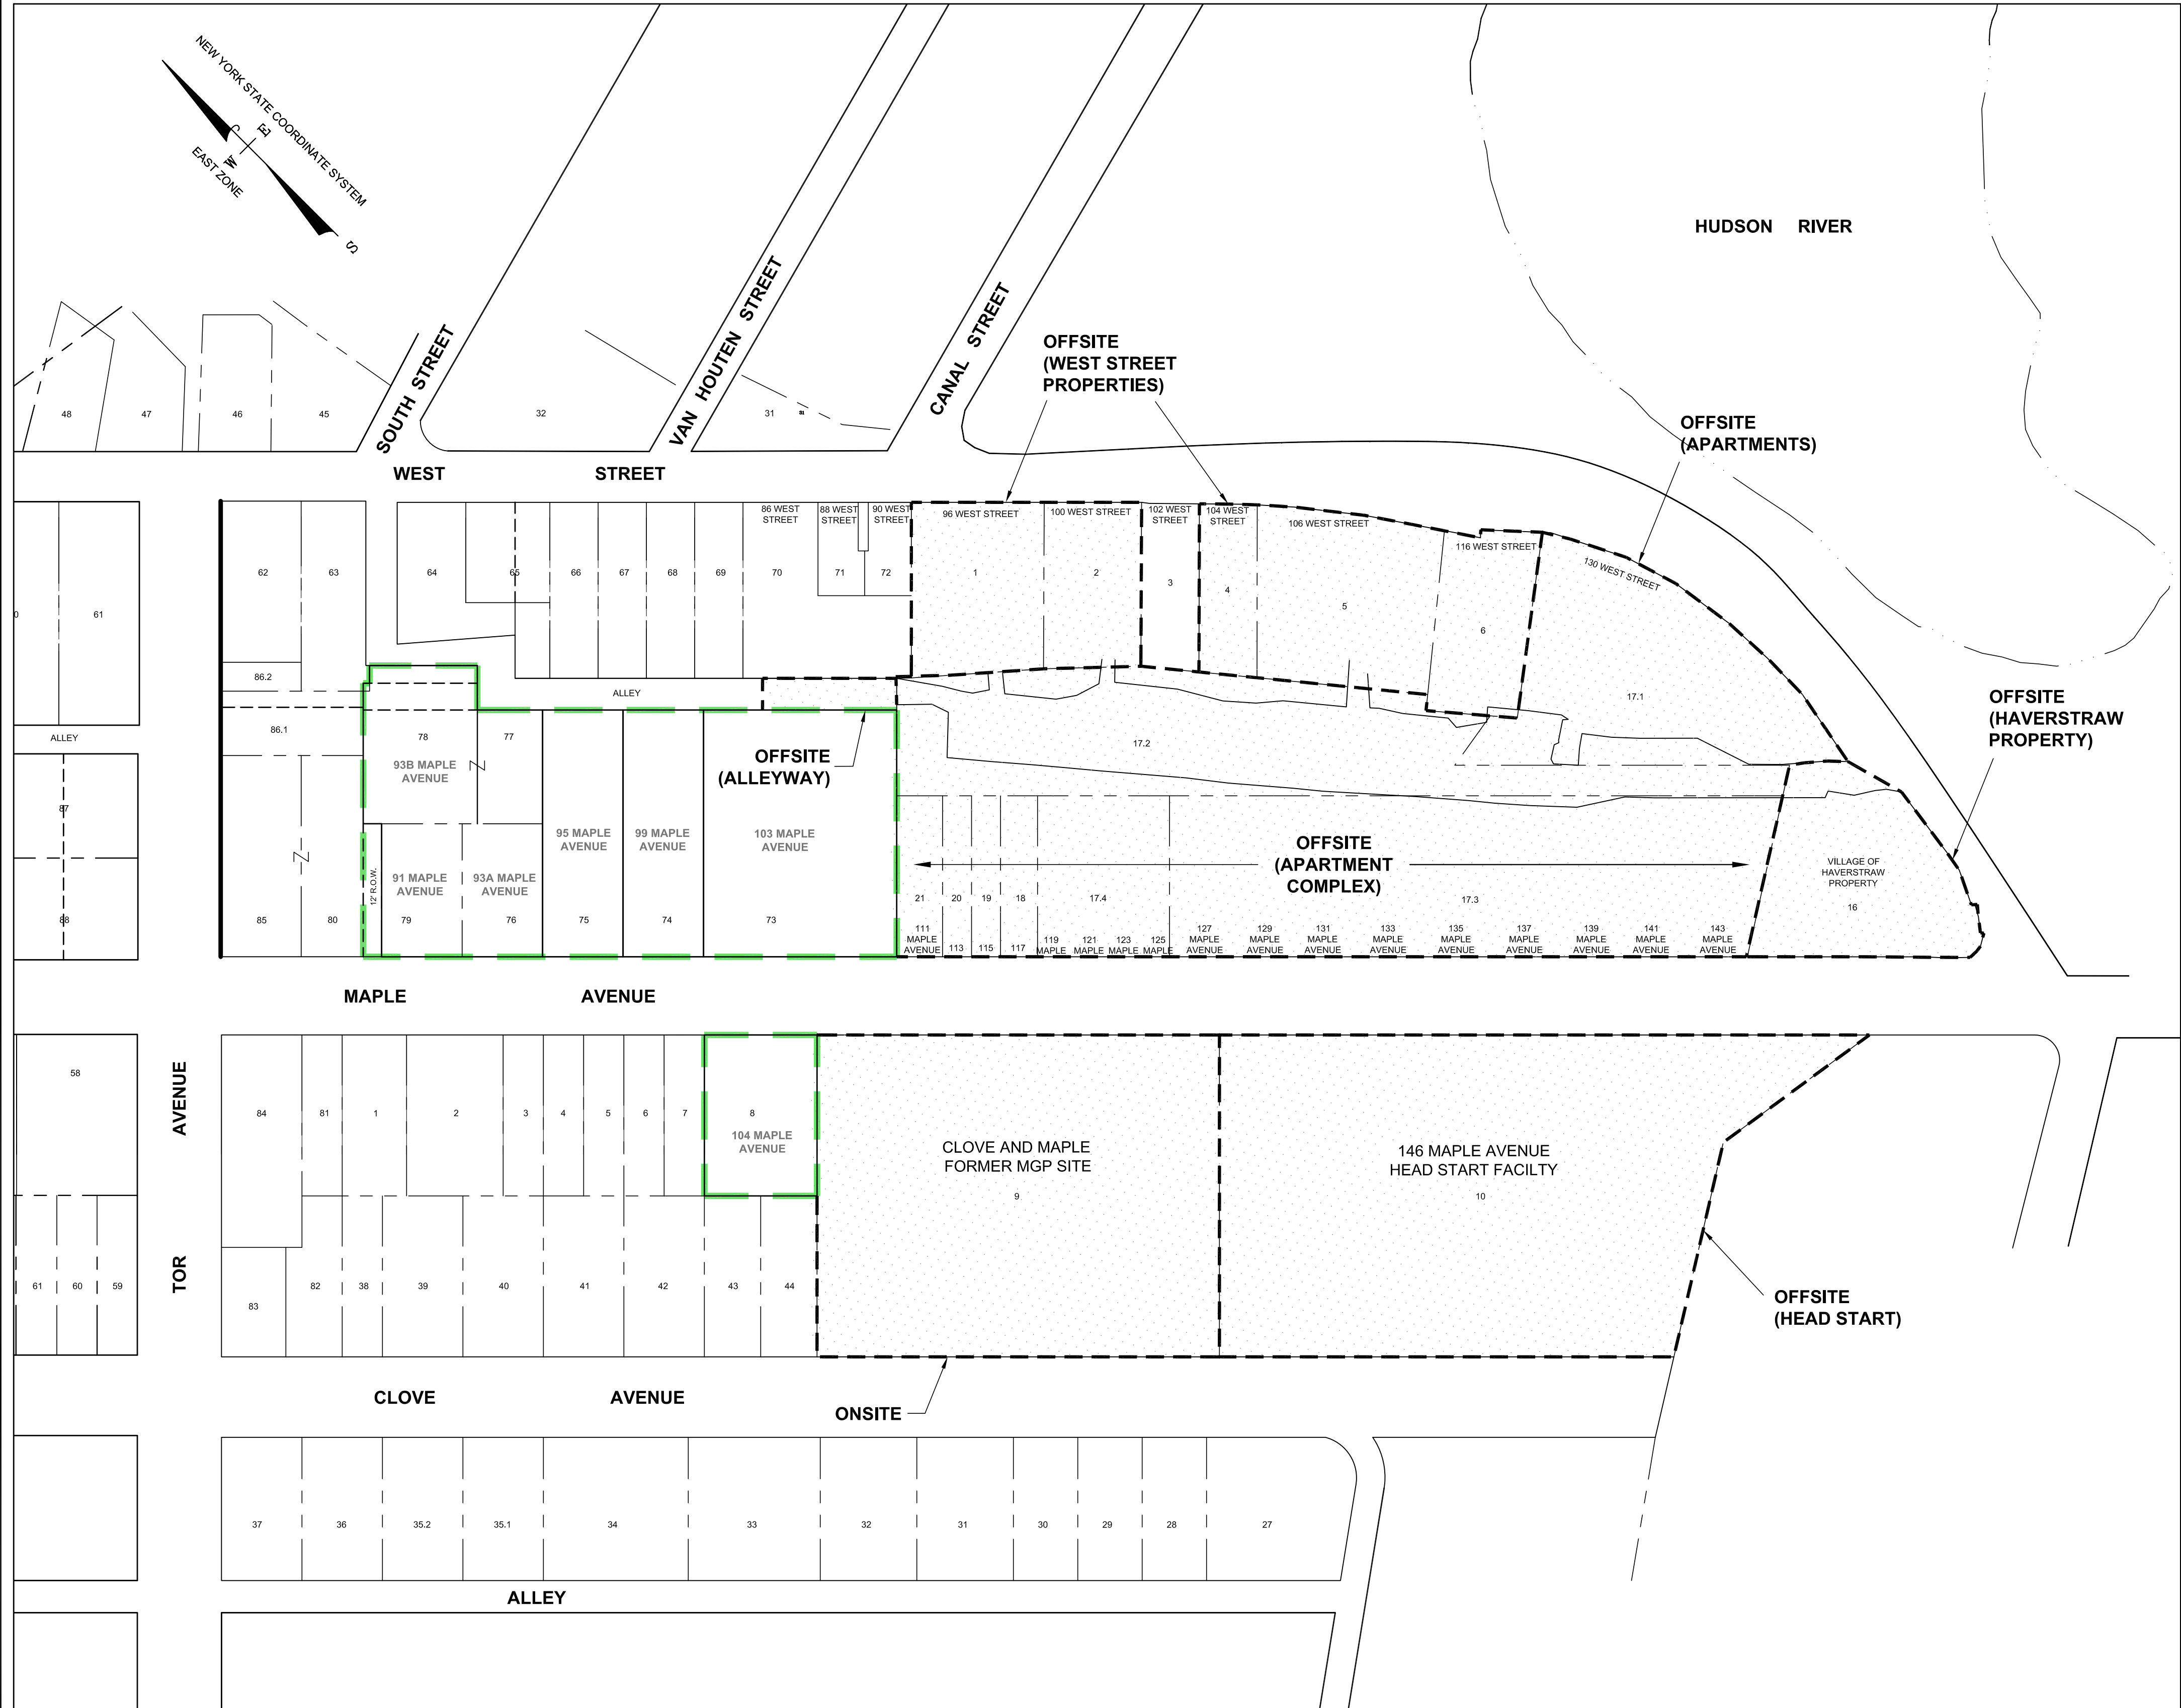 NEW YORK STATE COORDINATE SYSTEM
EAST ZONE
E
W
S
HUDSON RIVER
SOUTH STREET
VAN HOUTEN STREET
CANAL STREET
OFFSITE
(WEST STREET
PROPERTIES)
OFFSITE
(APARTMENTS)
48
47
46
45
32
31
WEST STREET
86 WEST
STREET
88 WEST
STREET
90 WEST
STREET
96 WEST STREET
100 WEST STREET
102 WEST
STREET
104 WEST
STREET
106 WEST STREET
116 WEST STREET
130 WEST STREET
61
62
63
64
65
66
67
68
69
70
71
72
1
2
3
4
5
6
17.1
0
86.2
86.1
ALLEY
ALLEY
OFFSITE
(HAVERSTRAW
PROPERTY)
78
93B MAPLE
AVENUE
77
OFFSITE
(ALLEYWAY)
17.2
87
88
95 MAPLE
AVENUE
99 MAPLE
AVENUE
103 MAPLE
AVENUE
OFFSITE
(APARTMENT
COMPLEX)
VILLAGE OF
HAVERSTRAW
PROPERTY
16
12' R.O.W.
91 MAPLE
AVENUE
93A MAPLE
AVENUE
85
80
79
76
75
74
73
21
20
19
18
17.4
17.3
111
MAPLE
AVENUE
113
115
117
119
MAPLE
121
MAPLE
123
MAPLE
125
MAPLE
127
MAPLE
AVENUE
129
MAPLE
AVENUE
131
MAPLE
AVENUE
133
MAPLE
AVENUE
135
MAPLE
AVENUE
137
MAPLE
AVENUE
139
MAPLE
AVENUE
141
MAPLE
AVENUE
143
MAPLE
AVENUE
MAPLE AVENUE
TOR AVENUE
58
84
81
1
2
3
4
5
6
7
8
104 MAPLE
AVENUE
CLOVE AND MAPLE
FORMER MGP SITE
9
146 MAPLE AVENUE
HEAD START FACILTY
10
61
60
59
83
82
38
39
40
41
42
43
44
OFFSITE
(HEAD START)
CLOVE AVENUE
ONSITE
37
36
35.2
35.1
34
33
32
31
30
29
28
27
ALLEY